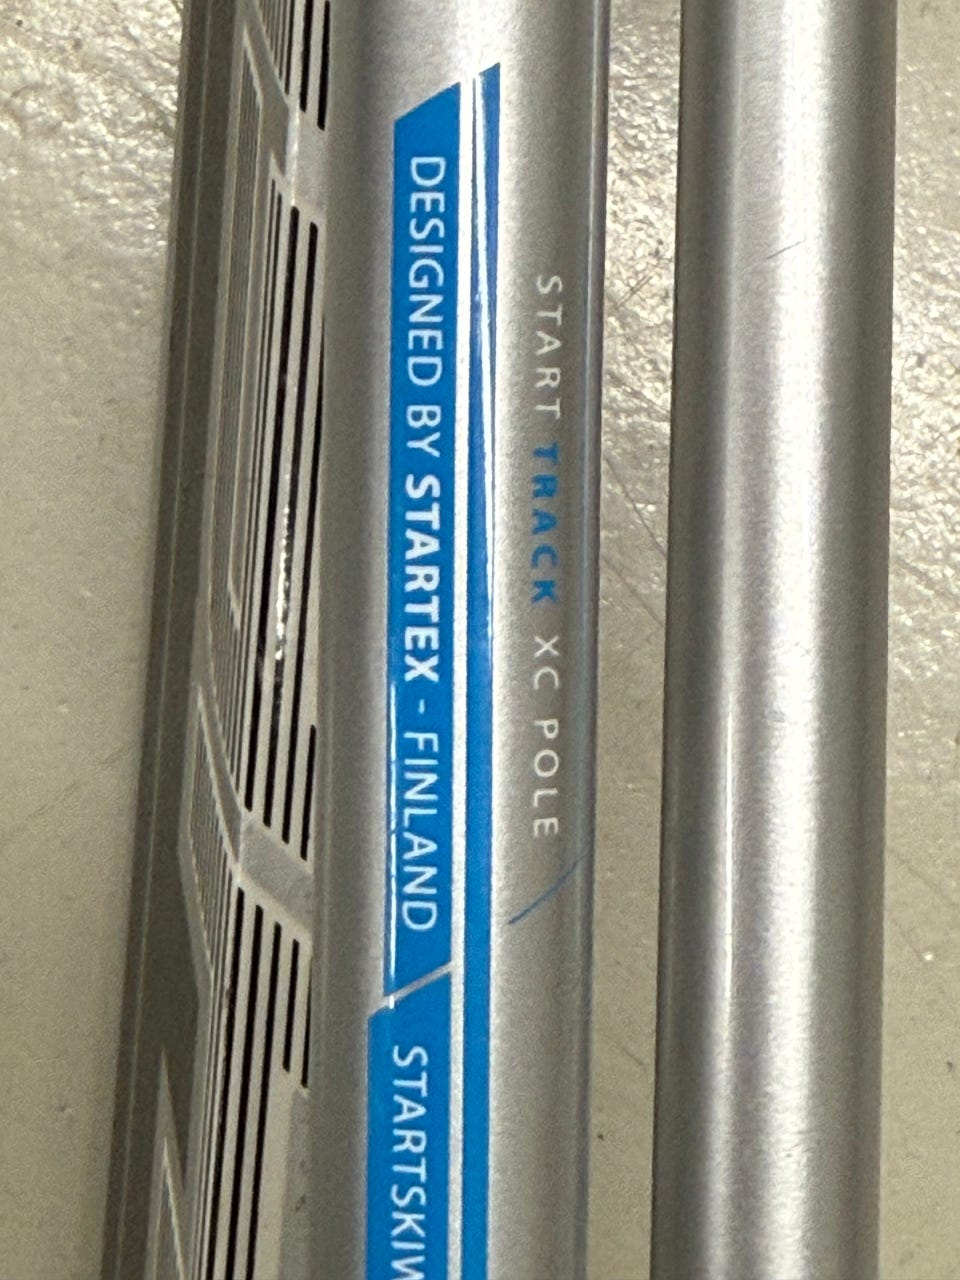 DESIGNED BY STARTEX - FINLAND
START TRACK XC POLE